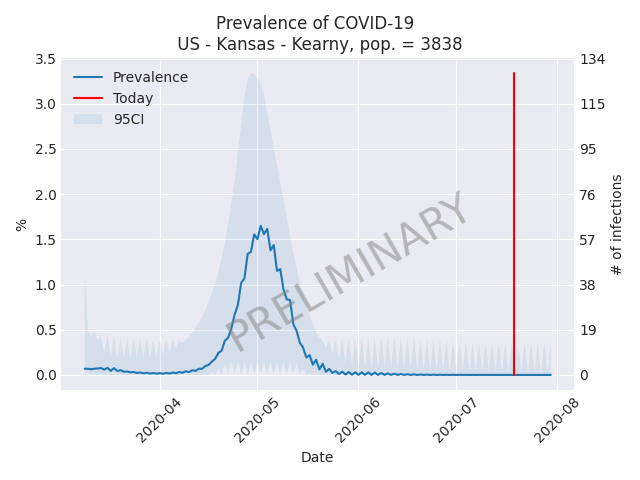 Prevalence of COVID-19
US - Kansas - Kearny, pop. = 3838
Prevalence
Today
95CI
3.5
3.0
2.5
2.0
1.5
1.0
0.5
0.0
%
134
115
95
76
57
38
19
0
# of infections
PRELIMINARY
2020-04
2020-05
2020-06
2020-07
2020-08
Date